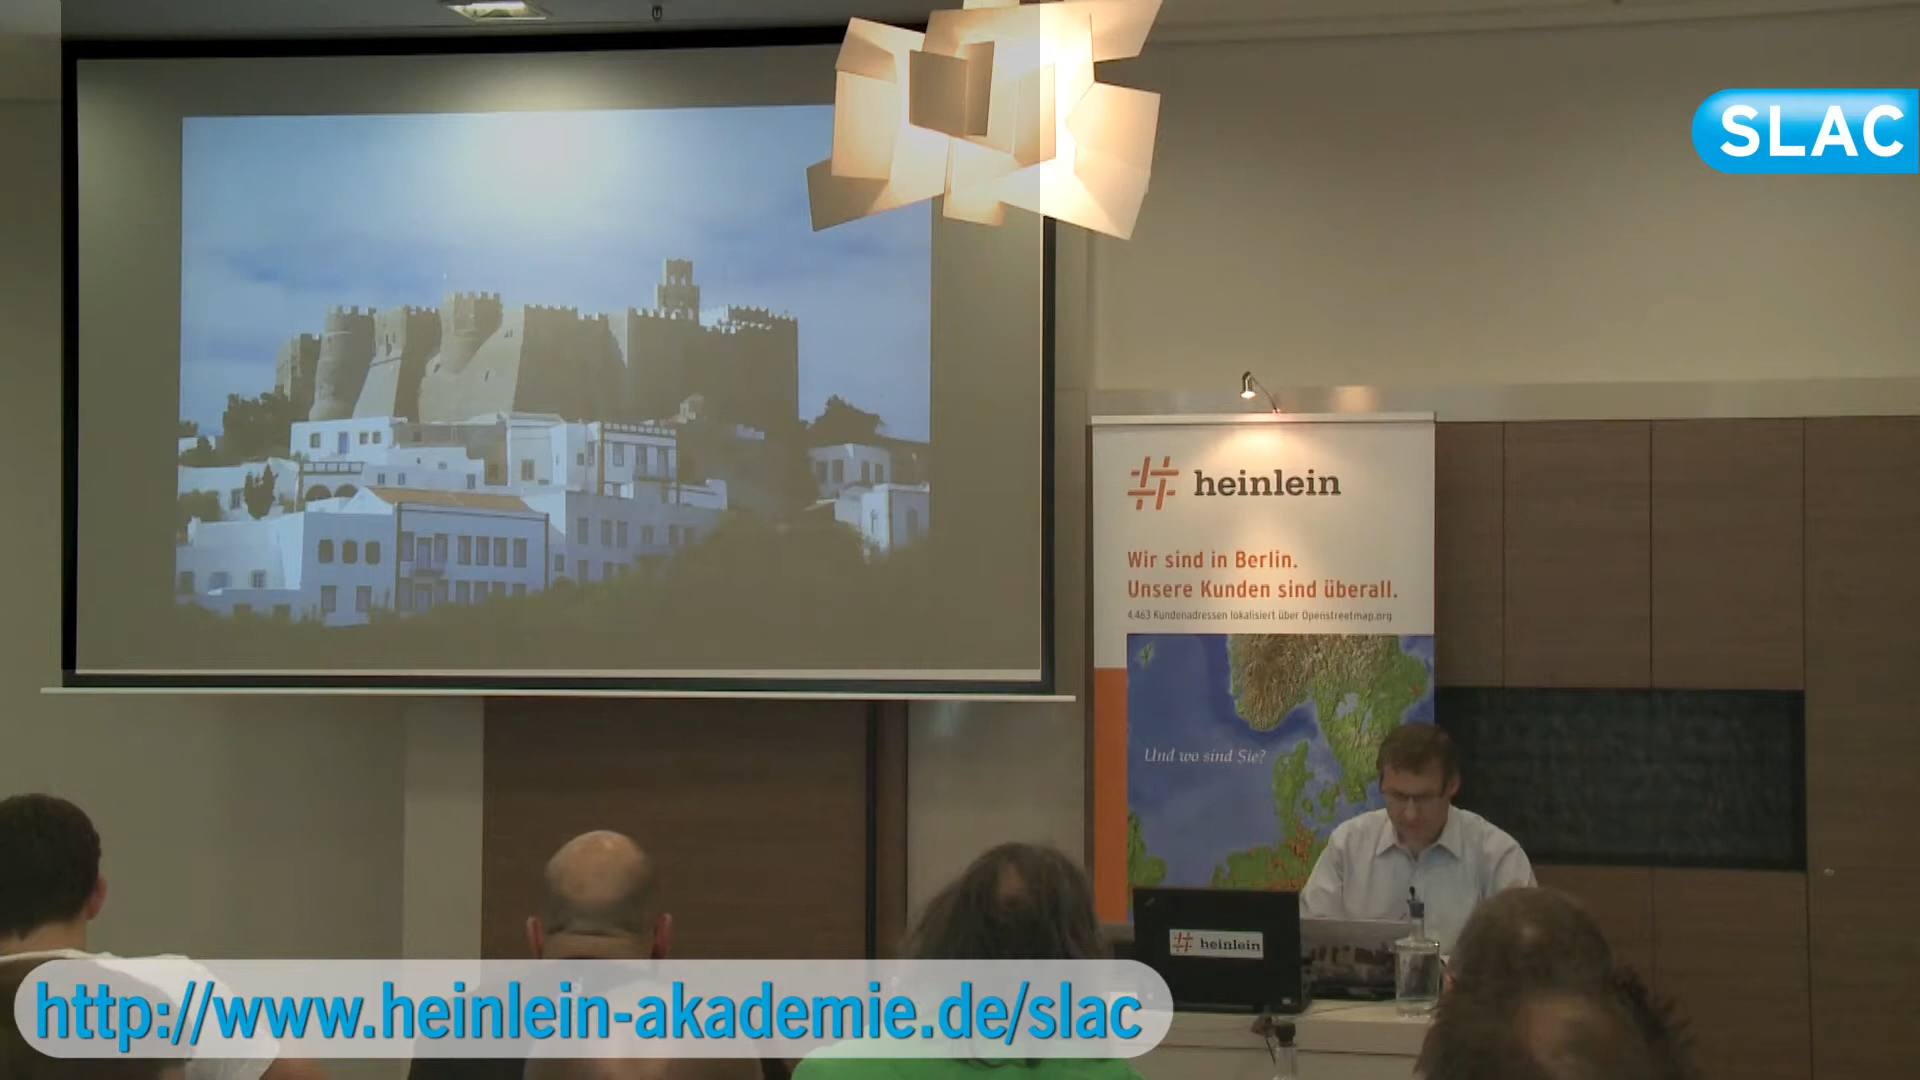 SLAC
heinlein
Wir sind in Berlin.
Unsere Kunden sind überall.
4.463 Kundenadressen lokalisiert über Openstreetmap.org
Und wo sind Sie?
heinlein
http://www.heinlein-akademie.de/slac